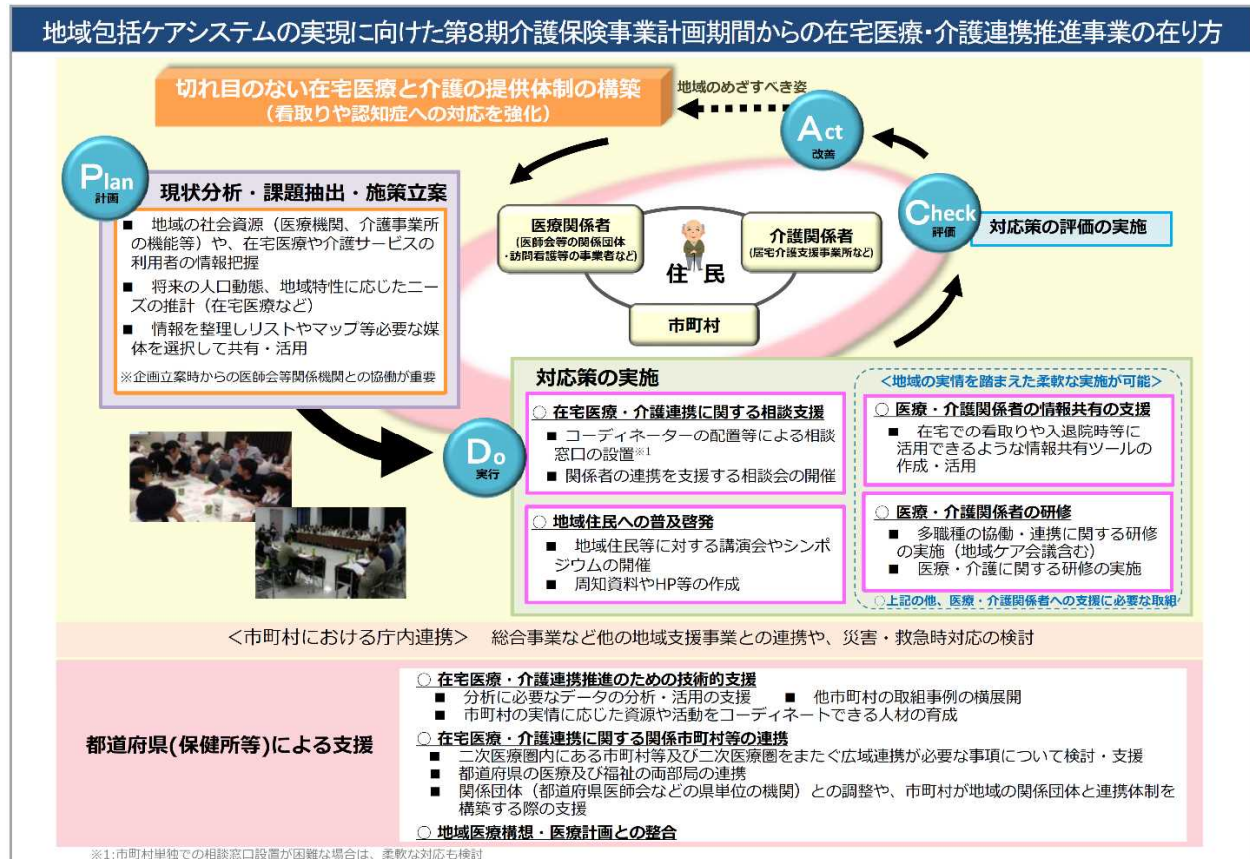 地域包括ケアシステムの実現に向けた第8期介護保険事業計画期間からの在宅医療・介護連携推進事業の在り方
切れ目のない在宅医療と介護の提供体制の構築
（看取りや認知症への対応を強化）
地域のめざすべき姿
Act
改善
Plan
計画
現状分析・課題抽出・施策立案
■ 地域の社会資源（医療機関、介護事業所
の機能等）や、在宅医療や介護サービスの
利用者の情報把握
■ 将来の人口動態、地域特性に応じたニー
ズの推計（在宅医療など）
■ 情報を整理しリストやマップ等必要な媒
体を選択して共有・活用
※企画立案時からの医師会等関係機関との協働が重要
医療関係者
(医師会等の関係団体
・訪問看護等の事業者など)
介護関係者
(居宅介護支援事業所など)
住民
市町村
Check
評価
対応策の評価の実施
Do
実行
対応策の実施
○ 在宅医療・介護連携に関する相談支援
■ コーディネーターの配置等による相談
窓口の設置※1
■ 関係者の連携を支援する相談会の開催
○ 地域住民への普及啓発
■ 地域住民等に対する講演会やシンポ
ジウムの開催
■ 周知資料やHP等の作成
＜地域の実情を踏まえた柔軟な実施が可能＞
○ 医療・介護関係者の情報共有の支援
■ 在宅での看取りや入退院時等に
活用できるような情報共有ツールの
作成・活用
○ 医療・介護関係者の研修
■ 多職種の協働・連携に関する研修
の実施（地域ケア会議含む）
■ 医療・介護に関する研修の実施
○上記の他、医療・介護関係者への支援に必要な取組
＜市町村における庁内連携＞ 総合事業など他の地域支援事業との連携や、災害・救急時対応の検討
都道府県(保健所等)による支援
○ 在宅医療・介護連携推進のための技術的支援
■ 分析に必要なデータの分析・活用の支援 ■ 他市町村の取組事例の横展開
■ 市町村の実情に応じた資源や活動をコーディネートできる人材の育成
○ 在宅医療・介護連携に関する関係市町村等の連携
■ 二次医療圏内にある市町村等及び二次医療圏をまたぐ広域連携が必要な事項について検討・支援
■ 都道府県の医療及び福祉の両部局の連携
■ 関係団体（都道府県医師会などの県単位の機関）との調整や、市町村が地域の関係団体と連携体制を
構築する際の支援
○ 地域医療構想・医療計画との整合
※1:市町村単独での相談窓口設置が困難な場合は、柔軟な対応も検討